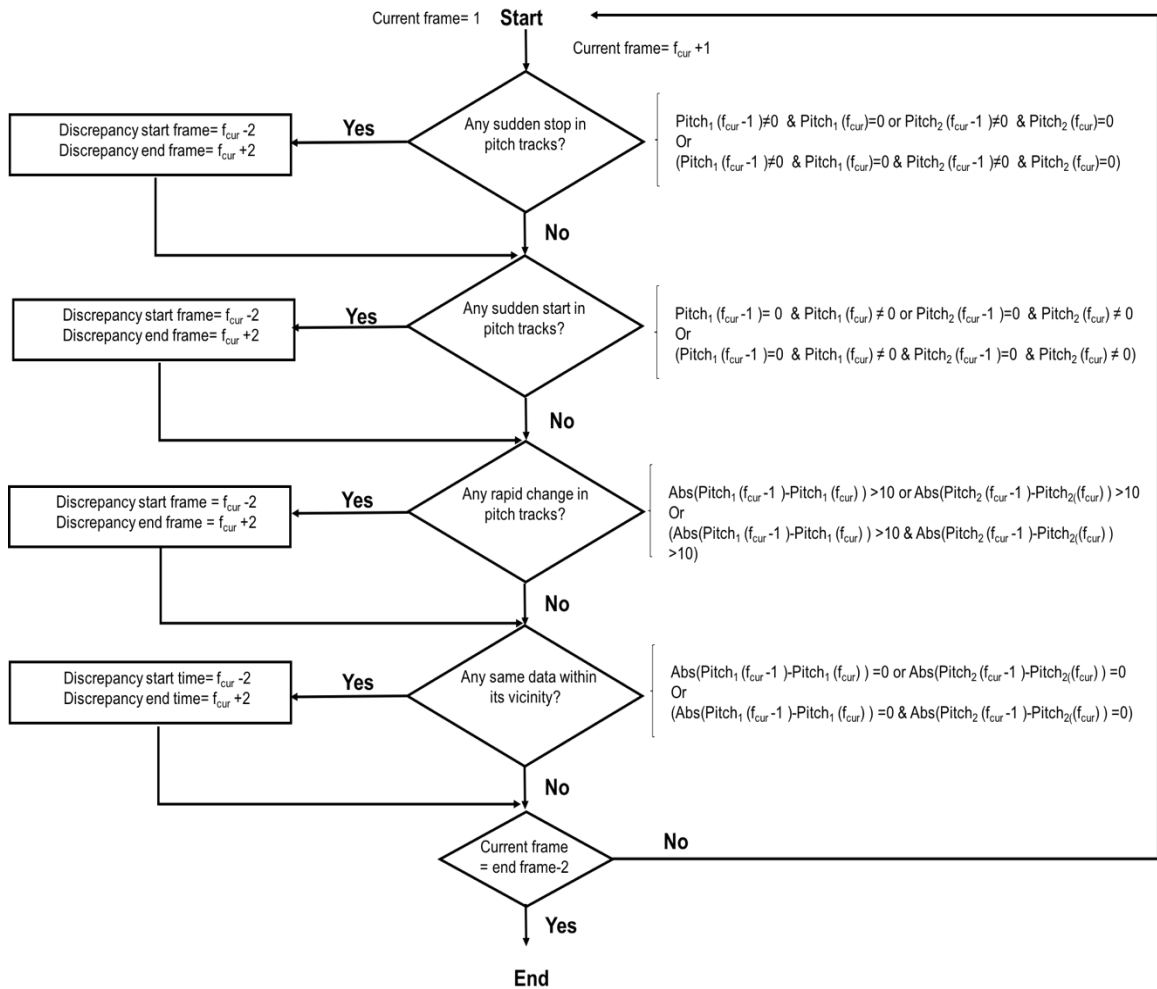 Current frame= 1 Start
Current frame= f_cur +1
Any sudden stop in
pitch tracks?
Yes
Discrepancy start frame= f_cur -2
Discrepancy end frame= f_cur +2
Pitch₁ (f_cur -1 )≠0 & Pitch₁ (f_cur)=0 or Pitch₂ (f_cur -1 )≠0 & Pitch₂ (f_cur)=0
Or
(Pitch₁ (f_cur -1 )≠0 & Pitch₁ (f_cur)=0 & Pitch₂ (f_cur -1 )≠0 & Pitch₂ (f_cur)=0)
No
Any sudden start in
pitch tracks?
Yes
Discrepancy start frame= f_cur -2
Discrepancy end frame= f_cur +2
Pitch₁ (f_cur -1 )= 0 & Pitch₁ (f_cur) ≠ 0 or Pitch₂ (f_cur -1 )=0 & Pitch₂ (f_cur) ≠ 0
Or
(Pitch₁ (f_cur -1 )=0 & Pitch₁ (f_cur) ≠ 0 & Pitch₂ (f_cur -1 )=0 & Pitch₂ (f_cur) ≠ 0)
No
Any rapid change in
pitch tracks?
Yes
Discrepancy start frame = f_cur -2
Discrepancy end frame = f_cur +2
Abs(Pitch₁ (f_cur -1 )-Pitch₁ (f_cur) ) >10 or Abs(Pitch₂ (f_cur -1 )-Pitch₂₍(f_cur) ) >10
Or
(Abs(Pitch₁ (f_cur -1 )-Pitch₁ (f_cur) ) >10 & Abs(Pitch₂ (f_cur -1 )-Pitch₂₍(f_cur) )
>10)
No
Any same data within
its vicinity?
Yes
Discrepancy start time= f_cur -2
Discrepancy end time= f_cur +2
Abs(Pitch₁ (f_cur -1 )-Pitch₁ (f_cur) ) =0 or Abs(Pitch₂ (f_cur -1 )-Pitch₂₍(f_cur) ) =0
Or
(Abs(Pitch₁ (f_cur -1 )-Pitch₁ (f_cur) ) =0 & Abs(Pitch₂ (f_cur -1 )-Pitch₂₍(f_cur) ) =0)
No
Current frame
= end frame-2
No
Yes
End